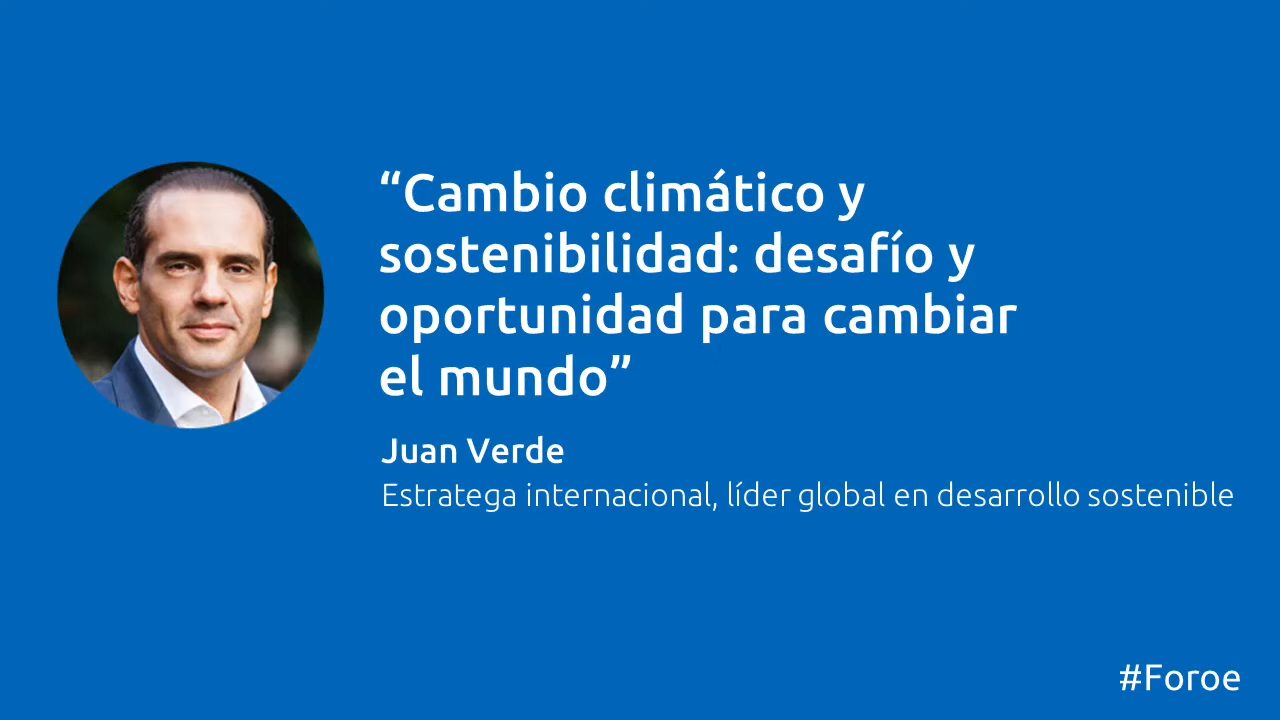 “Cambio climático y
sostenibilidad: desafío y
oportunidad para cambiar
el mundo”
Juan Verde
Estratega internacional, líder global en desarrollo sostenible
#Foroe